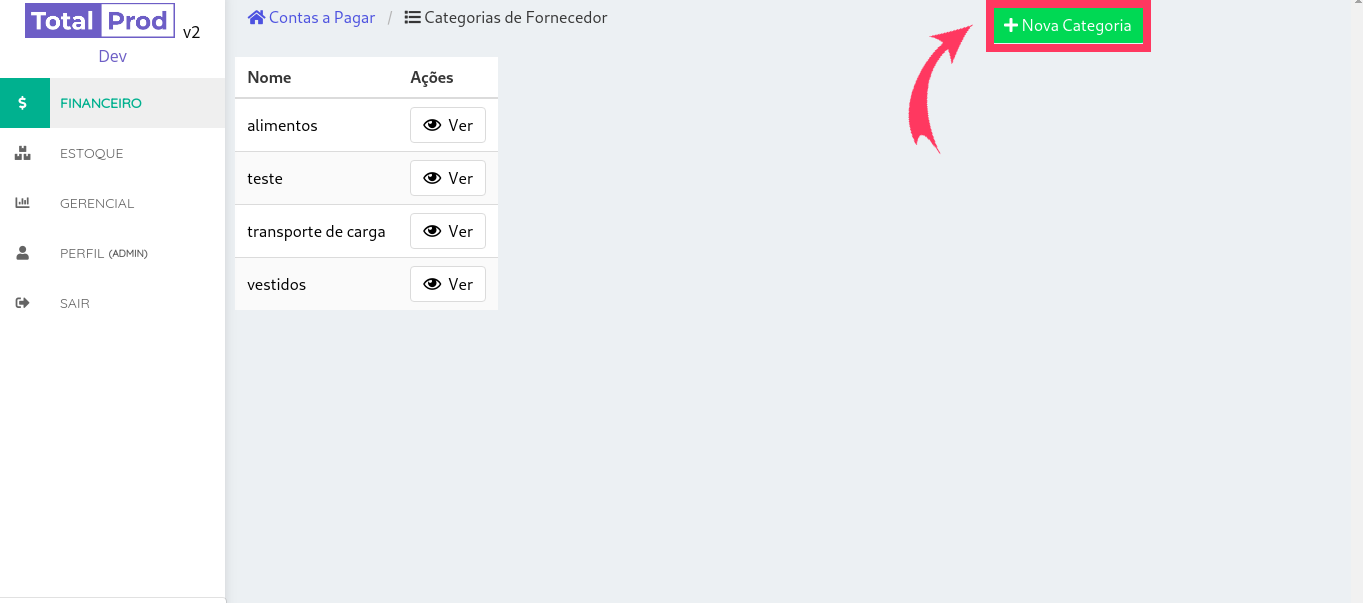 Total Prod v2
Dev
FINANCEIRO
ESTOQUE
GERENCIAL
PERFIL (ADMIN)
SAIR
Contas a Pagar / Categorias de Fornecedor
+ Nova Categoria
Nome Ações
alimentos Ver
teste Ver
transporte de carga Ver
vestidos Ver